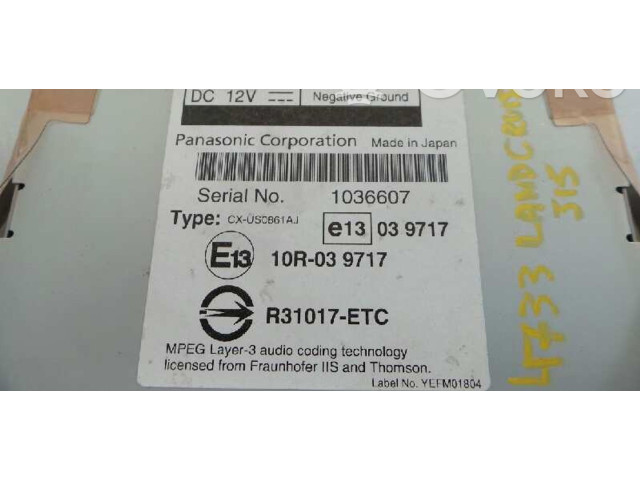 DC 12V Negative Ground
Panasonic Corporation Made in Japan
Serial No. 1036607
Type: CX-US0861AJ e13 03 9717
E13 10R-03 9717
R31017-ETC
MPEG Layer-3 audio coding technology
licensed from Fraunhofer IIS and Thomson.
Label No. YEFM01804
4733 LANDCRUI
315